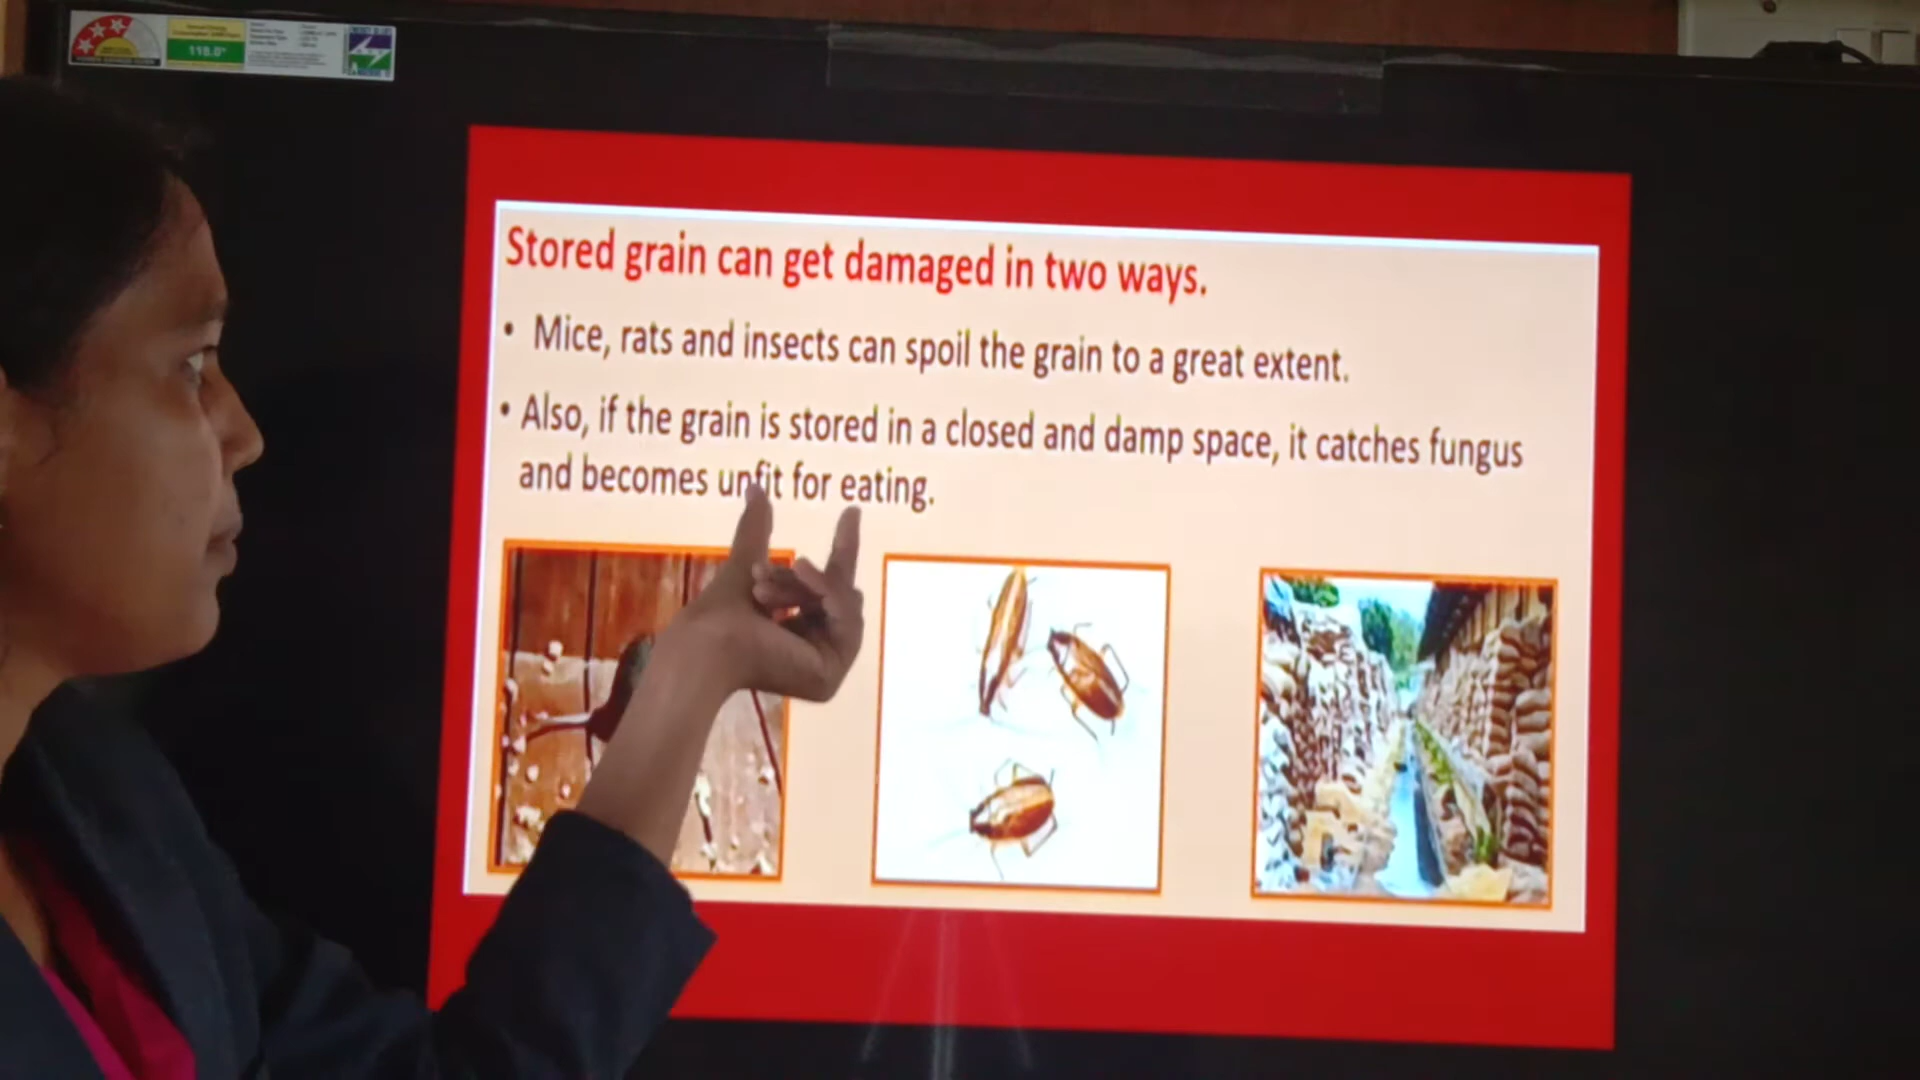 118.0*
Stored grain can get damaged in two ways.
• Mice, rats and insects can spoil the grain to a great extent.
• Also, if the grain is stored in a closed and damp space, it catches fungus
and becomes unfit for eating.